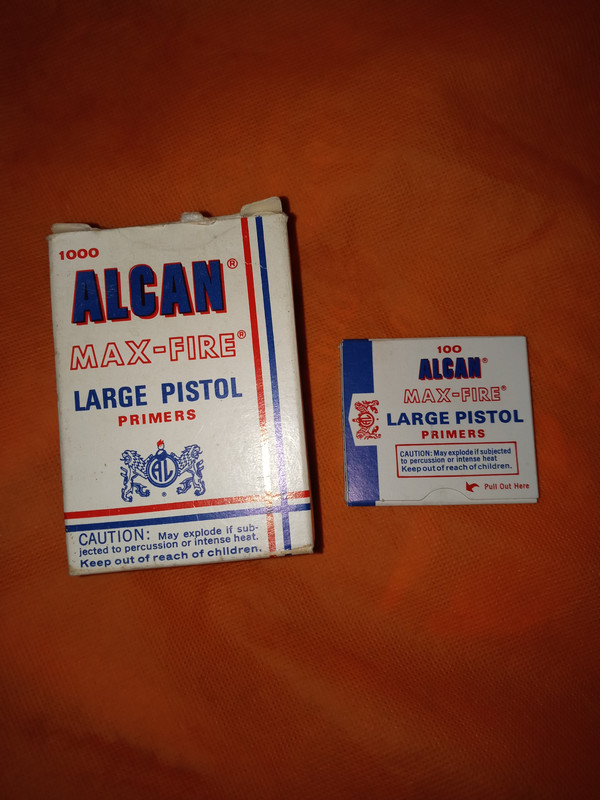 1000
ALCAN®
MAX-FIRE®
LARGE PISTOL
PRIMERS
AL
CAUTION: May explode if sub-
jected to percussion or intense heat.
Keep out of reach of children.
100
ALCAN®
MAX-FIRE®
LARGE PISTOL
PRIMERS
CAUTION: May explode if subjected
to percussion or intense heat
Keep out of reach of children.
Pull Out Here